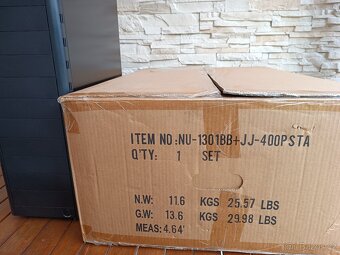 ITEM NO:NU-1301BB+JJ-400PSTA
Q'TY: 1 SET
N.W: 11.6 KGS 25.57 LBS
G.W: 13.6 KGS 29.98 LBS
MEAS: 4.64'